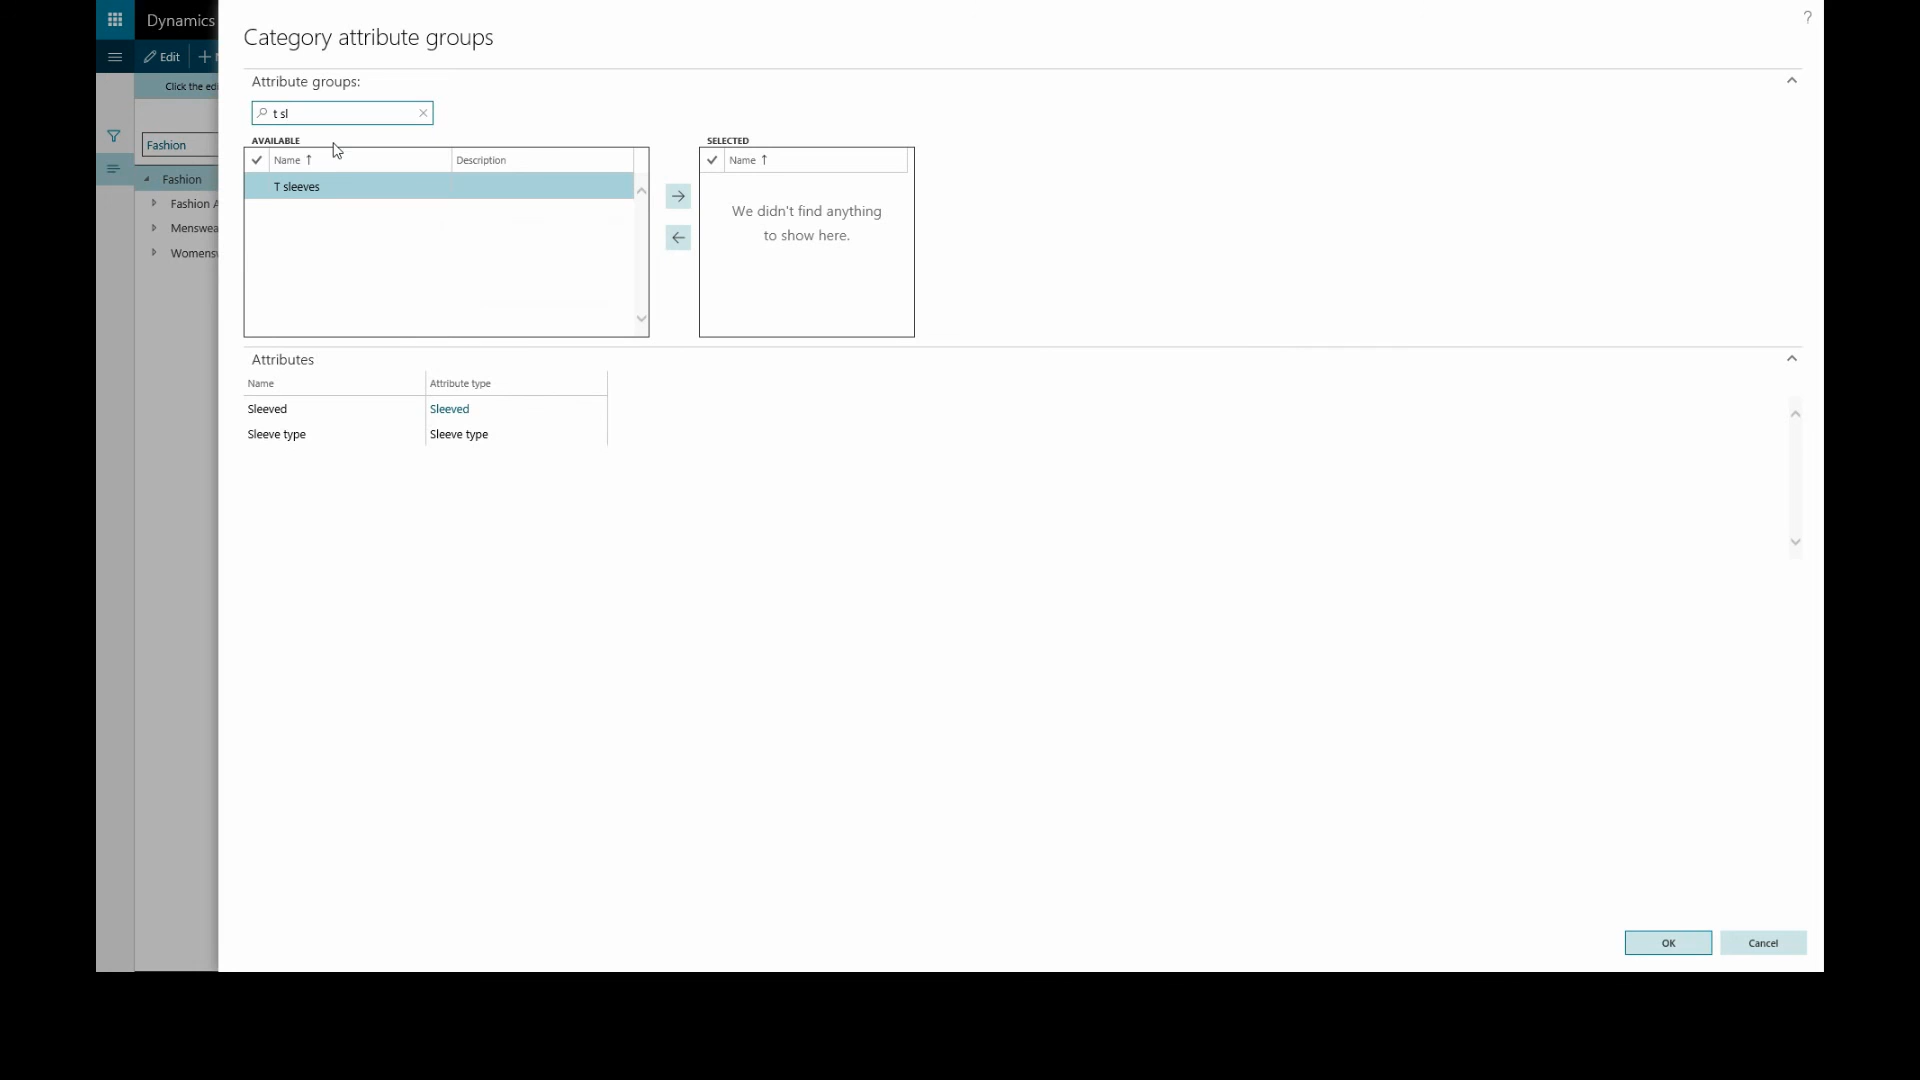 Dynamics
?
Category attribute groups
Edit
Attribute groups:
Click the edi
t sl
AVAILABLE
SELECTED
Fashion
Name ↑
Description
Name ↑
Fashion
T sleeves
Fashion A
We didn't find anything
to show here.
Menswea
Womens
Attributes
Name
Attribute type
Sleeved
Sleeved
Sleeve type
Sleeve type
OK
Cancel